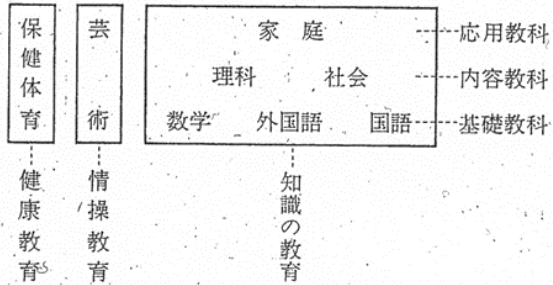 保健体育
芸術
家庭
理科 社会
数学 外国語 国語
応用教科
内容教科
基礎教科
健康教育
情操教育
知識の教育